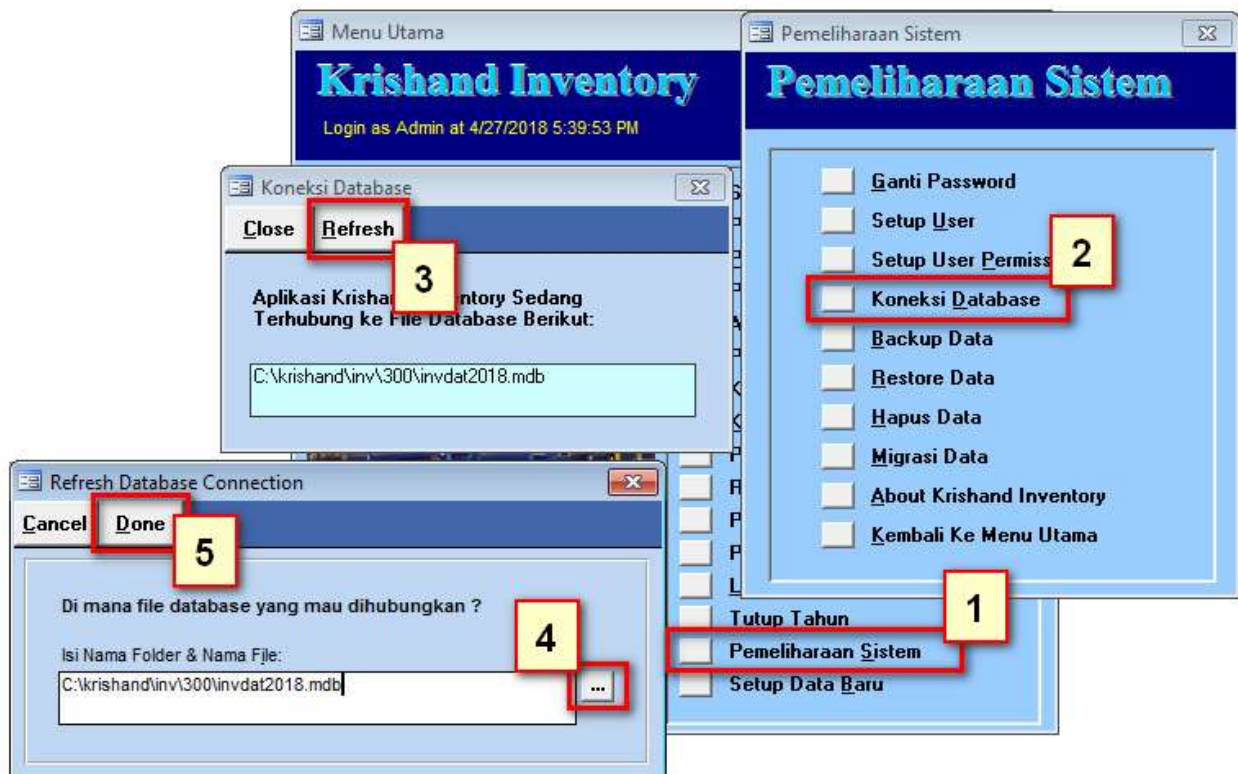 Menu Utama
Krishand Inventory
Login as Admin at 4/27/2018 5:39:53 PM
Pemeliharaan Sistem
Pemeliharaan Sistem
Ganti Password
Setup User
Setup User Permiss
2
Koneksi Database
Backup Data
Restore Data
Hapus Data
Migrasi Data
About Krishand Inventory
Kembali Ke Menu Utama
Koneksi Database
Close Refresh
3
Aplikasi Krishand ntory Sedang
Terhubung ke File Database Berikut:
C:\krishand\inv\300\invdat2018.mdb
Refresh Database Connection
Cancel Done
5
Di mana file database yang mau dihubungkan ?
4
Isi Nama Folder & Nama File:
C:\krishand\inv\300\invdat2018.mdb
...
1
Tutup Tahun
Pemeliharaan Sistem
Setup Data Baru